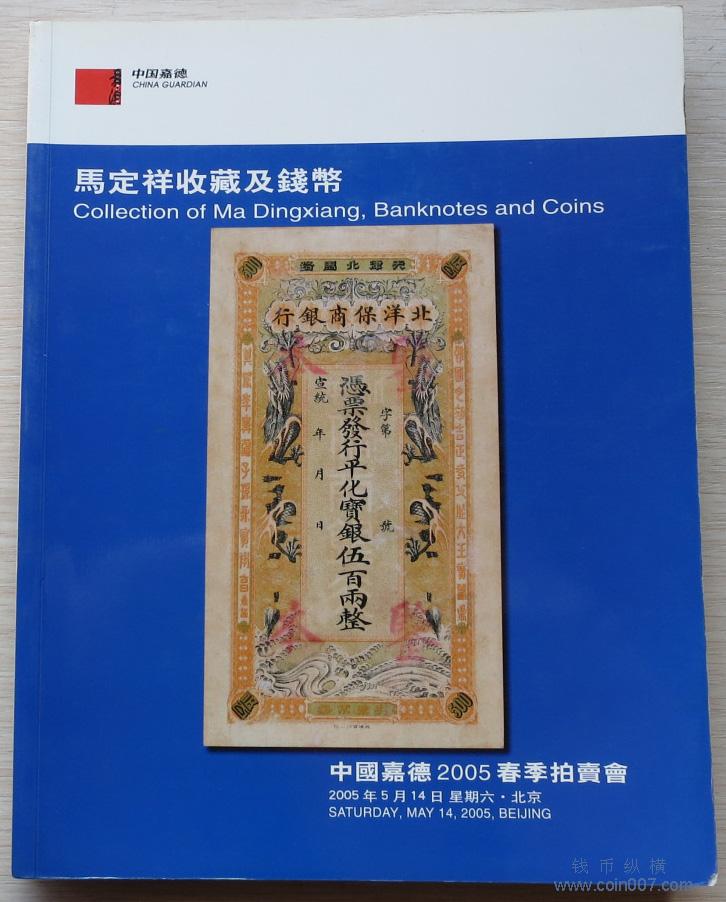 中国嘉德
CHINA GUARDIAN
馬定祥收藏及錢幣
Collection of Ma Dingxiang, Banknotes and Coins
500
行銀商保洋北
字第 號
憑票發行平化寶銀伍百兩整
宣統 年 月 日
500
中國嘉德 2005 春季拍賣會
2005 年 5 月 14 日 星期六・北京
SATURDAY, MAY 14, 2005, BEIJING
钱币纵横
www.coin007.com